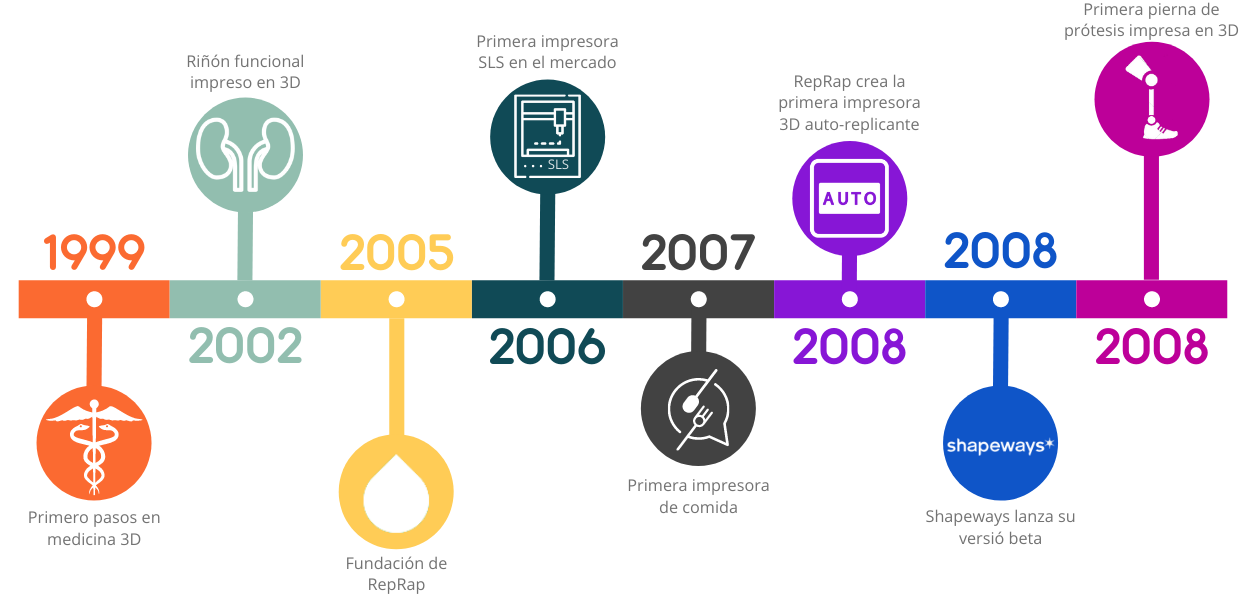 1999
Primero pasos en
medicina 3D
Riñón funcional
impreso en 3D
2002
2005
Fundación de
RepRap
Primera impresora
SLS en el mercado
SLS
2006
2007
Primera impresora
de comida
RepRap crea la
primera impresora
3D auto-replicante
AUTO
2008
2008
shapeways*
Shapeways lanza su
versió beta
Primera pierna de
prótesis impresa en 3D
2008